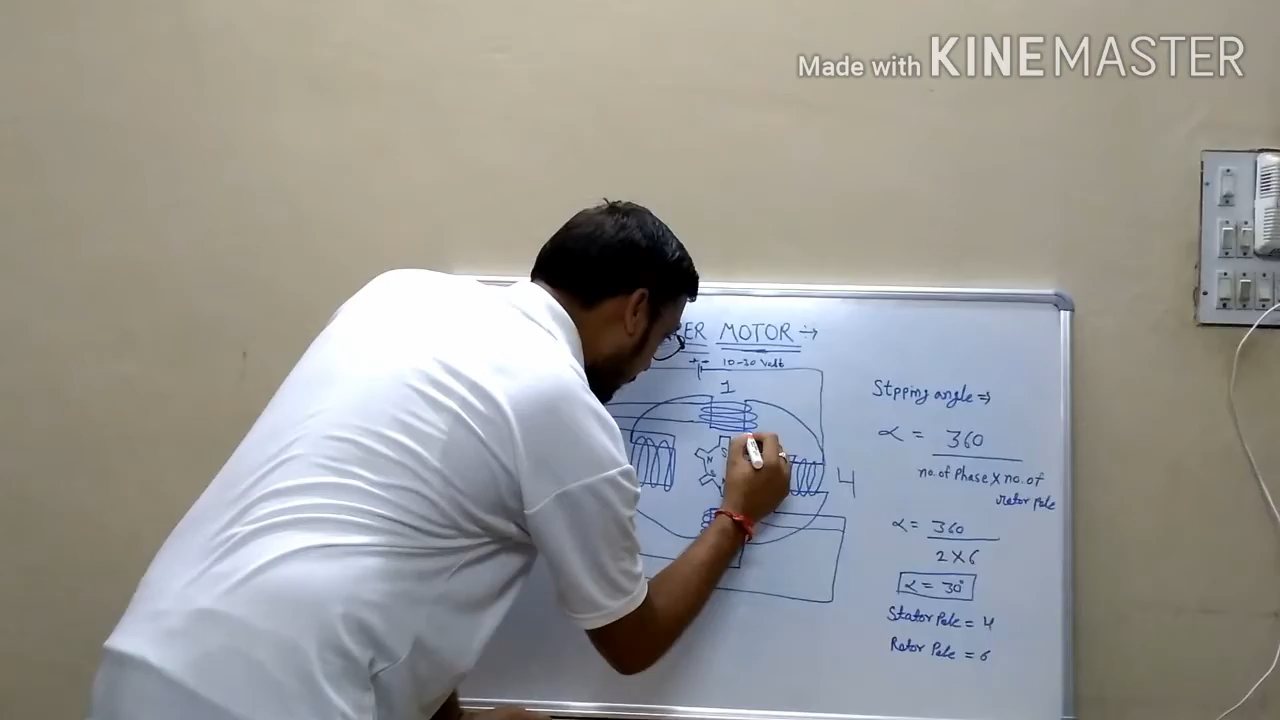 Made with KINEMASTER
ER MOTOR ÷>
+ - 10-30 Volt
1
N S
S
4
Stpping angle =>
α = 360
no. of Phase X no. of
rotor pole
α = 360
2 X 6
α = 30°
Stator Pole = 4
Rotor Pole = 6